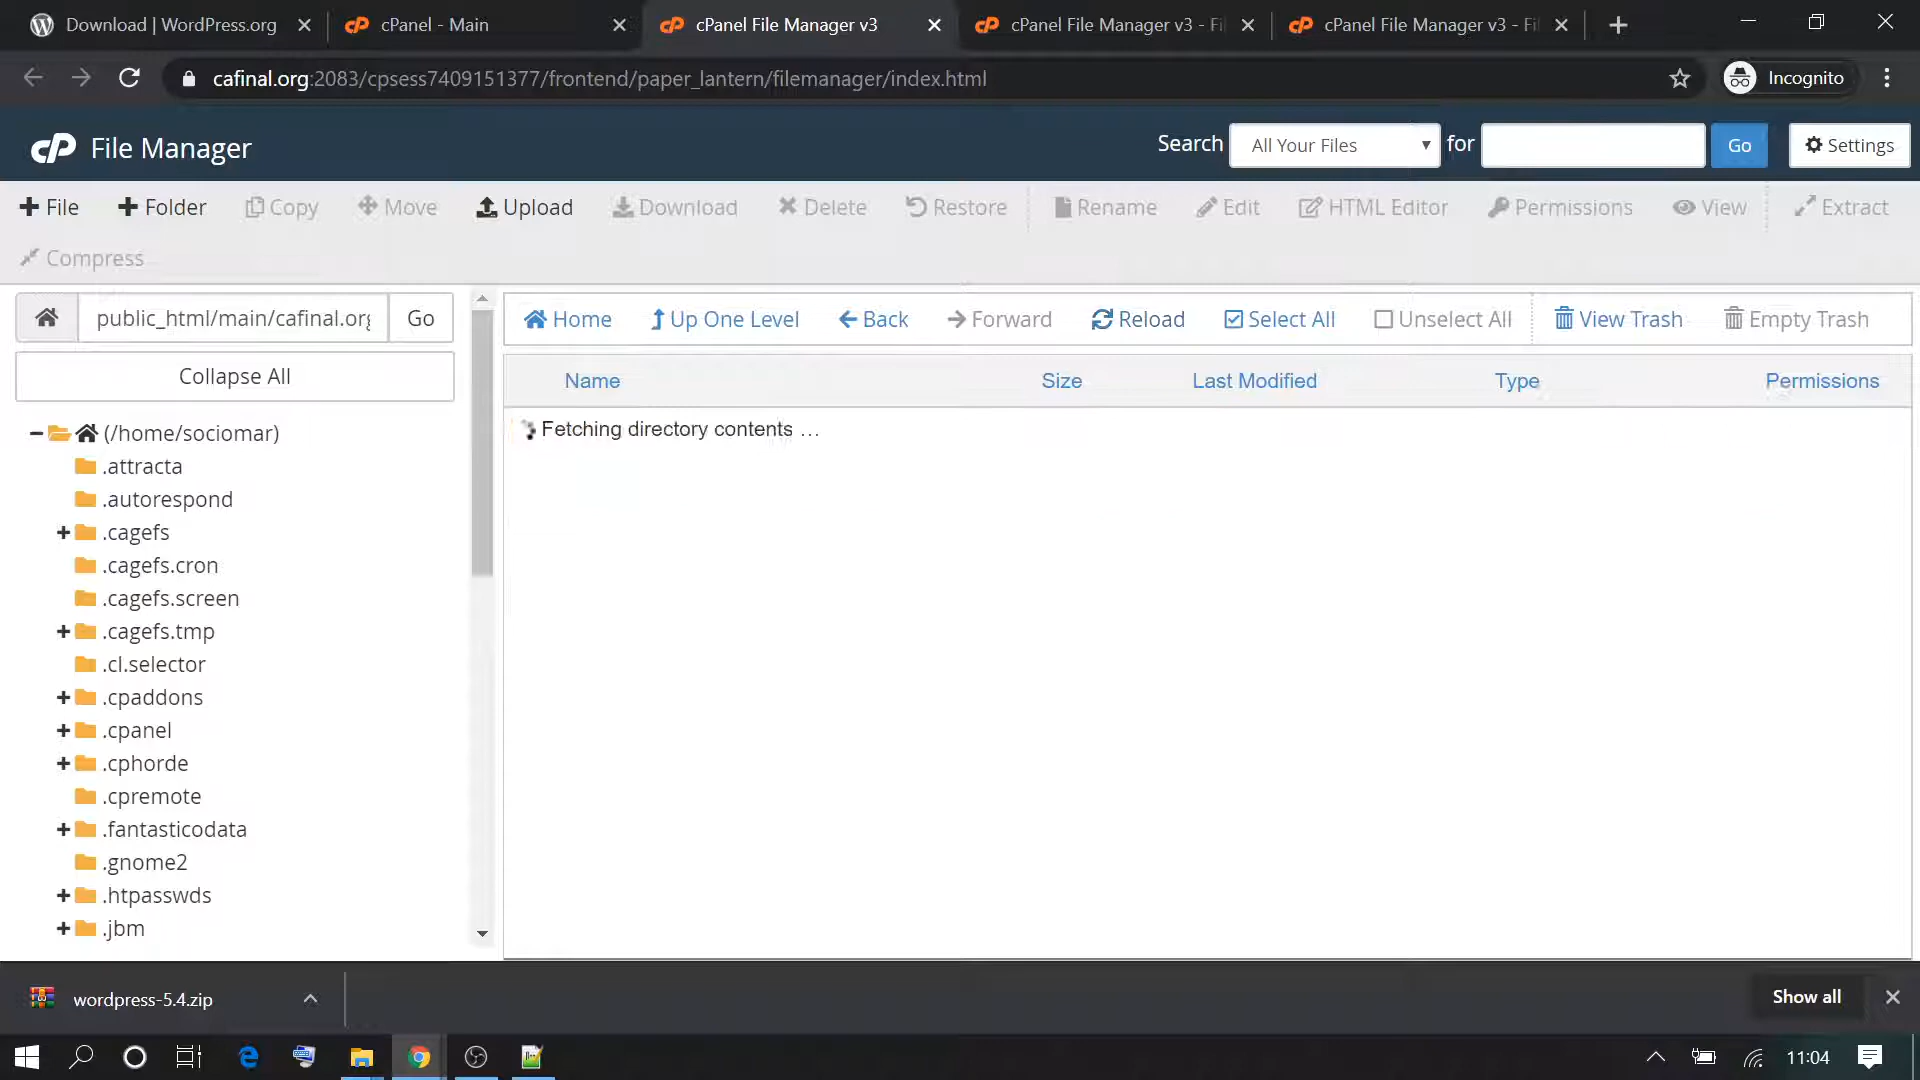 Download | WordPress.org
cPanel - Main
cPanel File Manager v3
cPanel File Manager v3 - Fi
cPanel File Manager v3 - Fi
cafinal.org:2083/cpsess7409151377/frontend/paper_lantern/filemanager/index.html
Incognito
cP File Manager
Search All Your Files for Go Settings
File Folder Copy Move Upload Download Delete Restore Rename Edit HTML Editor Permissions View Extract
Compress
public_html/main/cafinal.org Go
Home Up One Level Back Forward Reload Select All Unselect All View Trash Empty Trash
Collapse All
Name Size Last Modified Type Permissions
Fetching directory contents ...
(/home/sociomar)
.attracta
.autorespond
.cagefs
.cagefs.cron
.cagefs.screen
.cagefs.tmp
.cl.selector
.cpaddons
.cpanel
.cphorde
.cpremote
.fantasticodata
.gnome2
.htpasswds
.jbm
wordpress-5.4.zip
Show all
11:04